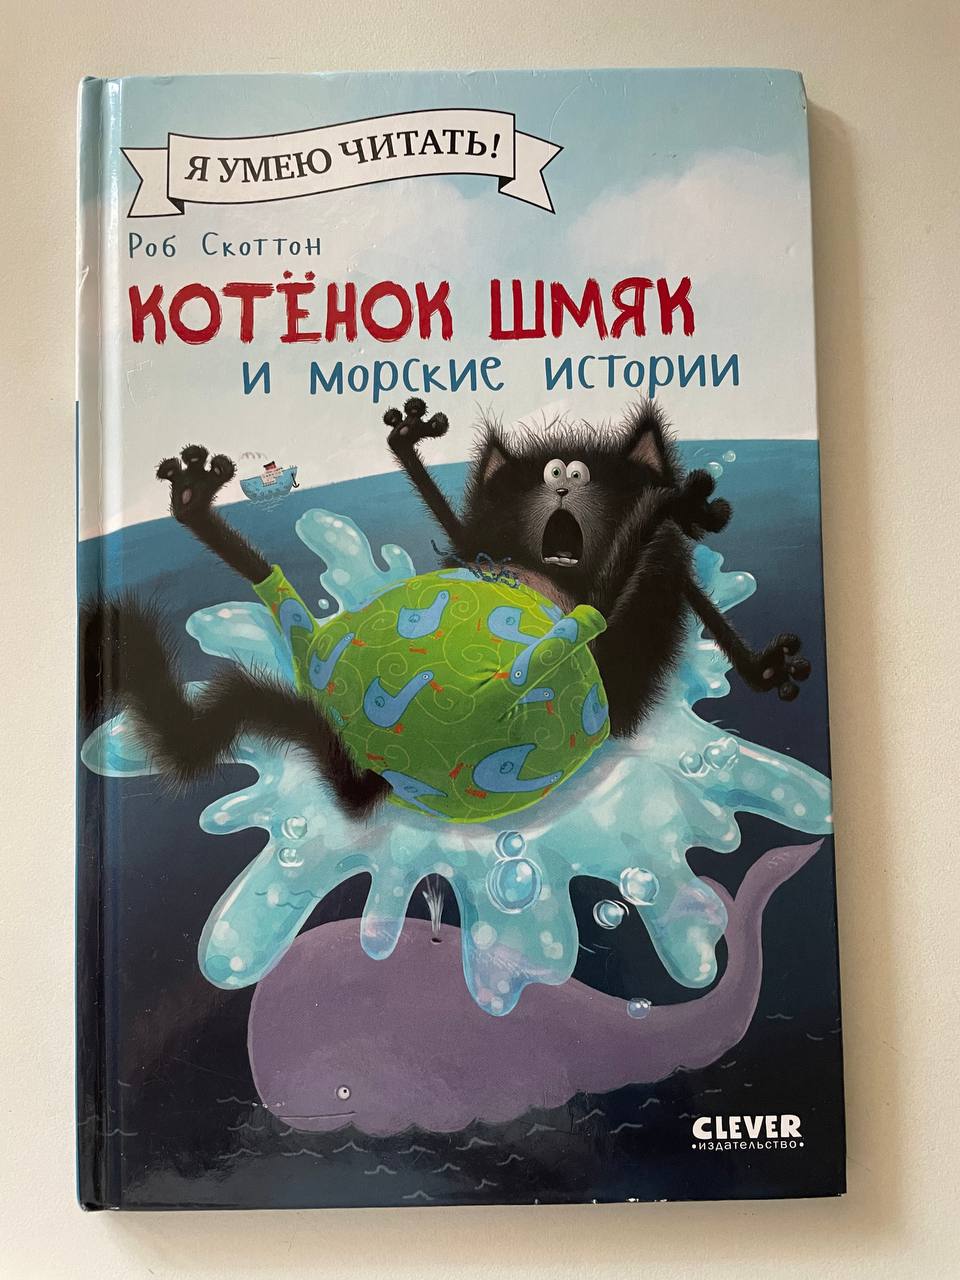 Я УМЕЮ ЧИТАТЬ!
Роб Скоттон
КОТЁНОК ШМЯК
и морские истории
CLEVER
•издательство•